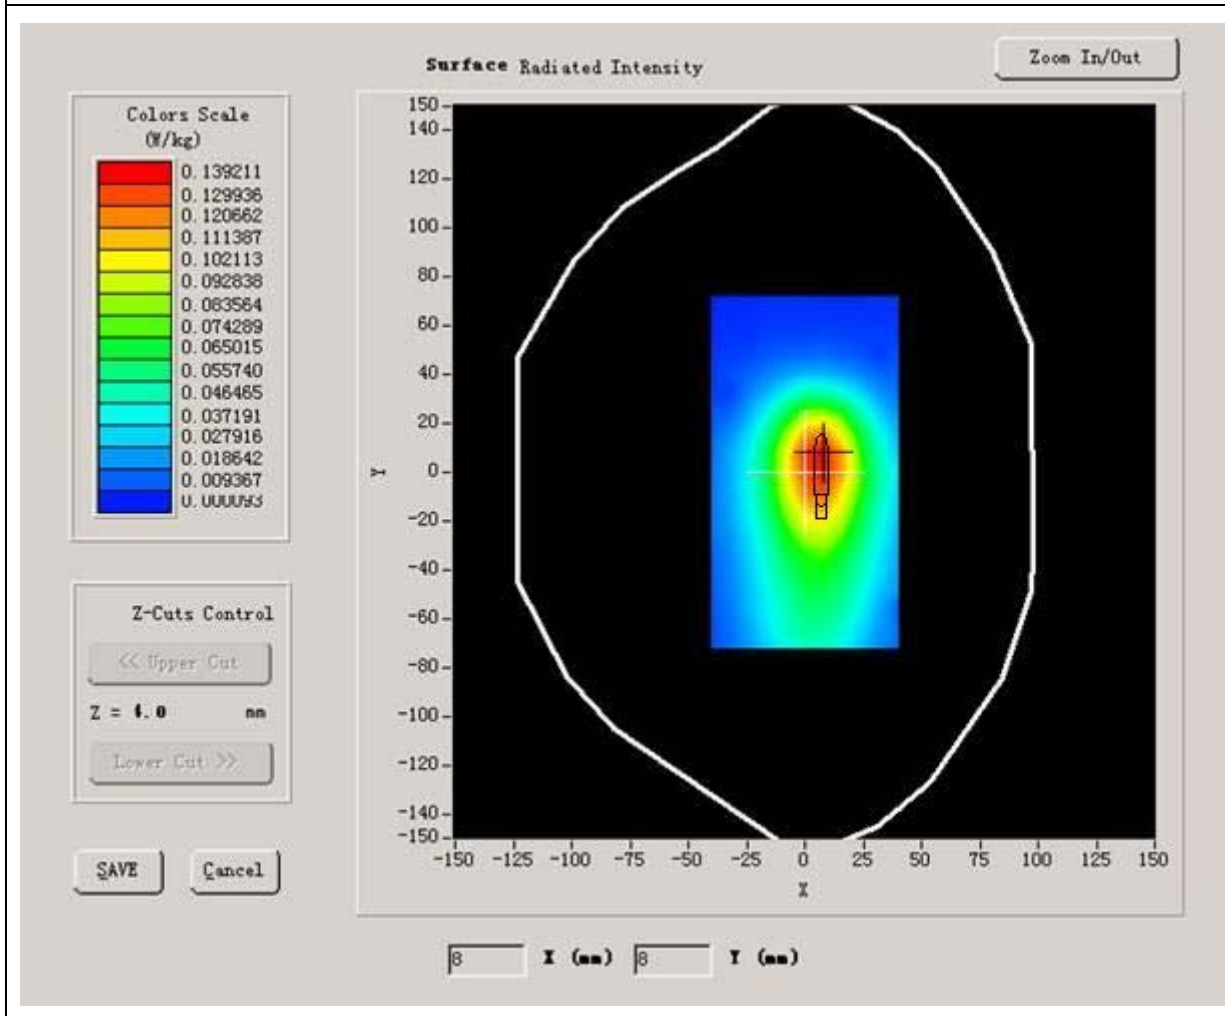 Surface Radiated Intensity
Zoom In/Out
Colors Scale
(W/kg)
0.139211
0.129936
0.120662
0.111387
0.102113
0.092838
0.083564
0.074289
0.065015
0.055740
0.046465
0.037191
0.027916
0.018642
0.009367
0.000093
Z-Cuts Control
<< Upper Cut
Z = 4.0 mm
Lower Cut >>
SAVE
Cancel
150
140
120
100
80
60
40
20
0
-20
-40
-60
-80
-100
-120
-140
-150
Y
-150 -125 -100 -75 -50 -25 0 25 50 75 100 125 150
X
8 X (mm) 8 Y (mm)